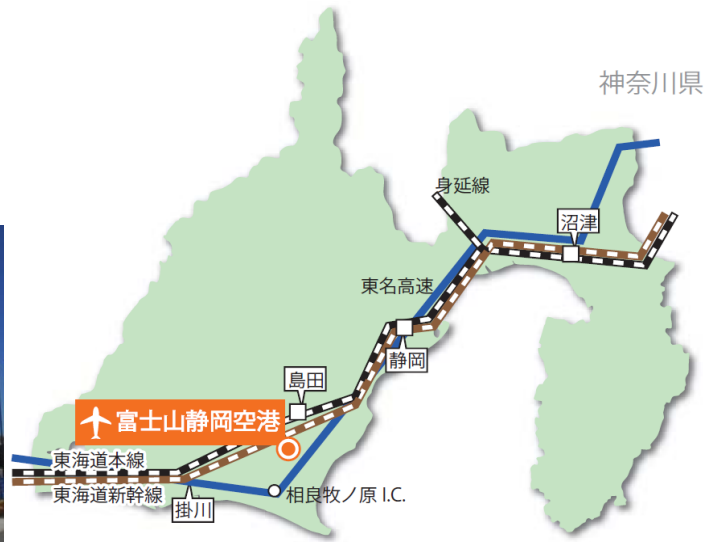 神奈川県
身延線
沼津
東名高速
静岡
島田
富士山静岡空港
東海道本線
東海道新幹線
相良牧ノ原 I.C.
掛川